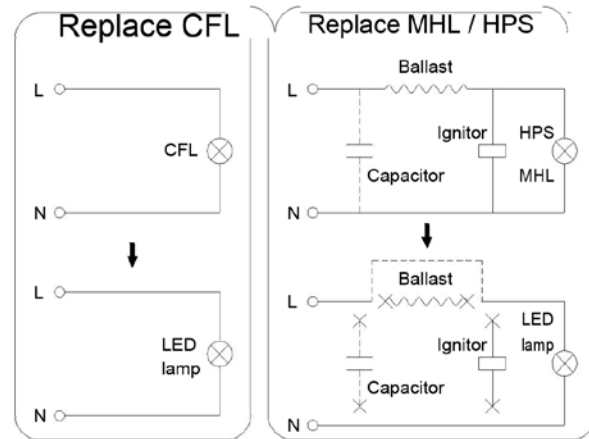 Replace CFL
L
CFL
N
L
LED
lamp
N
Replace MHL / HPS
Ballast
L
Ignitor
HPS
MHL
Capacitor
N
Ballast
L
LED
lamp
Ignitor
Capacitor
N